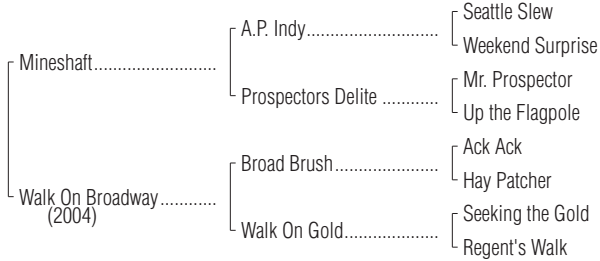 Seattle Slew
A.P. Indy
Weekend Surprise
Mineshaft
Mr. Prospector
Prospectors Delite
Up the Flagpole
Ack Ack
Broad Brush
Hay Patcher
Walk On Broadway
(2004)
Seeking the Gold
Walk On Gold
Regent's Walk